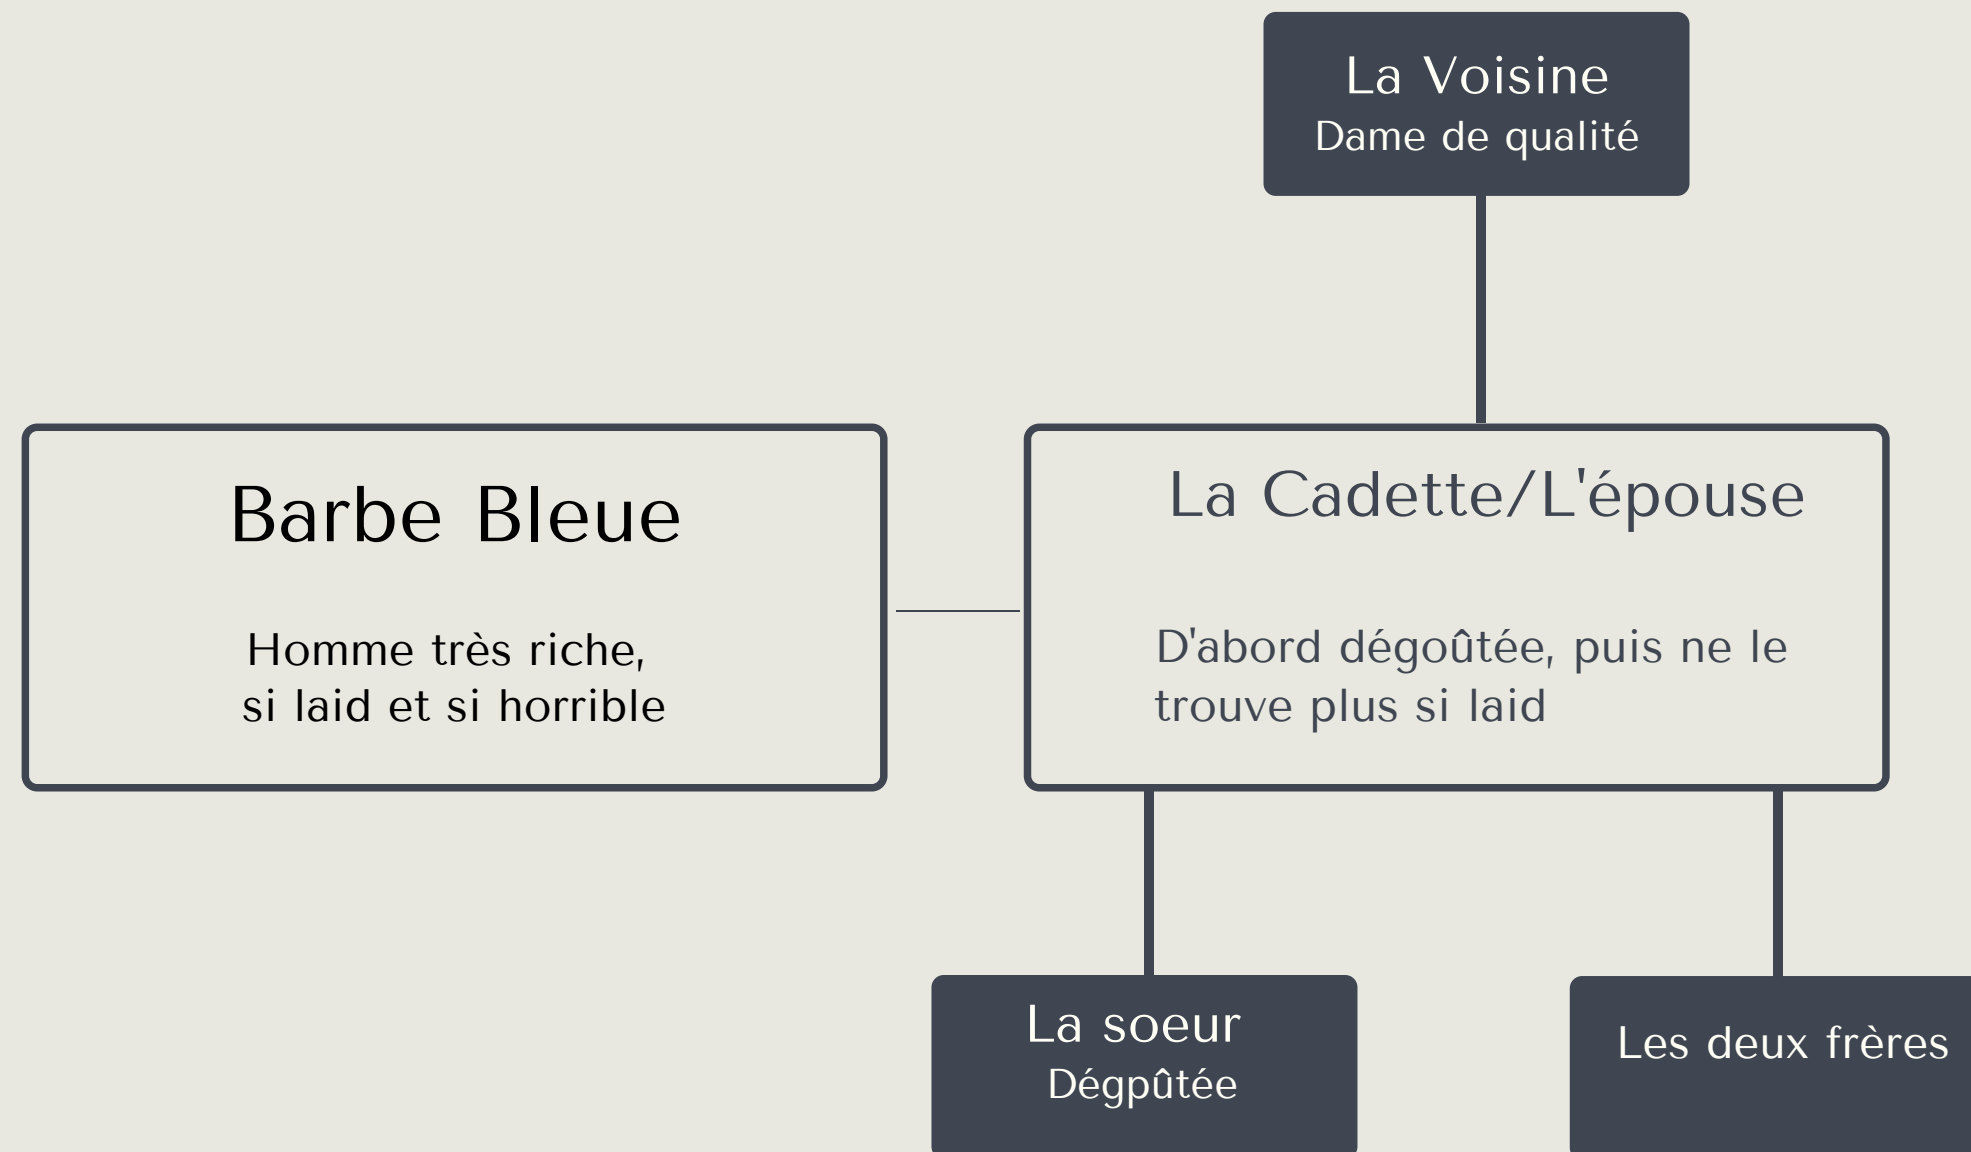 La Voisine
Dame de qualité
Barbe Bleue
Homme très riche,
si laid et si horrible
La Cadette/L'épouse
D'abord dégoûtée, puis ne le
trouve plus si laid
La soeur
Dégpûtée
Les deux frères